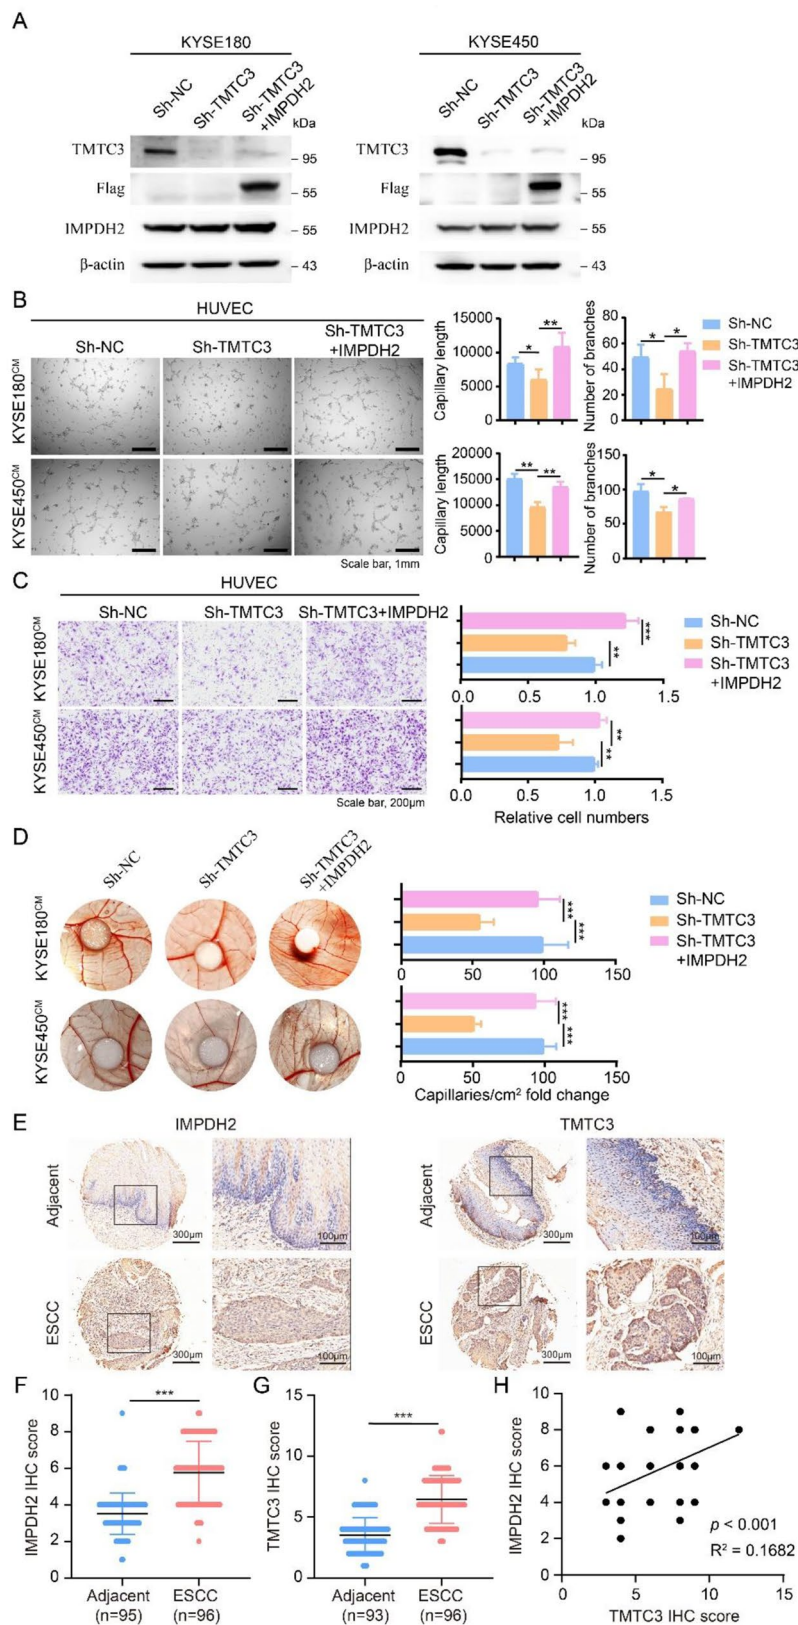 A
KYSE180
Sh-NC
Sh-TMTC3
Sh-TMTC3
+IMPDH2
kDa
TMTC3
– 95
Flag
– 55
IMPDH2
– 55
β-actin
– 43
KYSE450
Sh-NC
Sh-TMTC3
Sh-TMTC3
+IMPDH2
kDa
TMTC3
– 95
Flag
– 55
IMPDH2
– 55
β-actin
– 43
B
HUVEC
Sh-NC
Sh-TMTC3
Sh-TMTC3
+IMPDH2
KYSE180CM
KYSE450CM
Scale bar, 1mm
Capillary length
15000
10000
5000
0
*
**
Number of branches
80
60
40
20
0
*
*
Sh-NC
Sh-TMTC3
Sh-TMTC3
+IMPDH2
Capillary length
20000
15000
10000
5000
0
**
**
Number of branches
150
100
50
0
*
*
C
HUVEC
Sh-NC
Sh-TMTC3
Sh-TMTC3+IMPDH2
KYSE180CM
KYSE450CM
Scale bar, 200μm
***
**
0.0 0.5 1.0 1.5
**
**
0.0 0.5 1.0 1.5
Relative cell numbers
Sh-NC
Sh-TMTC3
Sh-TMTC3
+IMPDH2
D
Sh-NC
Sh-TMTC3
Sh-TMTC3
+IMPDH2
KYSE180CM
KYSE450CM
***
***
0 50 100 150
***
***
0 50 100 150
Capillaries/cm2 fold change
Sh-NC
Sh-TMTC3
Sh-TMTC3
+IMPDH2
E
IMPDH2
TMTC3
Adjacent
300μm
100μm
Adjacent
300μm
100μm
ESCC
300μm
100μm
ESCC
300μm
100μm
F
IMPDH2 IHC score
10
8
6
4
2
0
***
Adjacent
(n=95)
ESCC
(n=96)
G
TMTC3 IHC score
15
10
5
0
***
Adjacent
(n=93)
ESCC
(n=96)
H
IMPDH2 IHC score
10
8
6
4
2
0
p < 0.001
R2 = 0.1682
0 5 10 15
TMTC3 IHC score